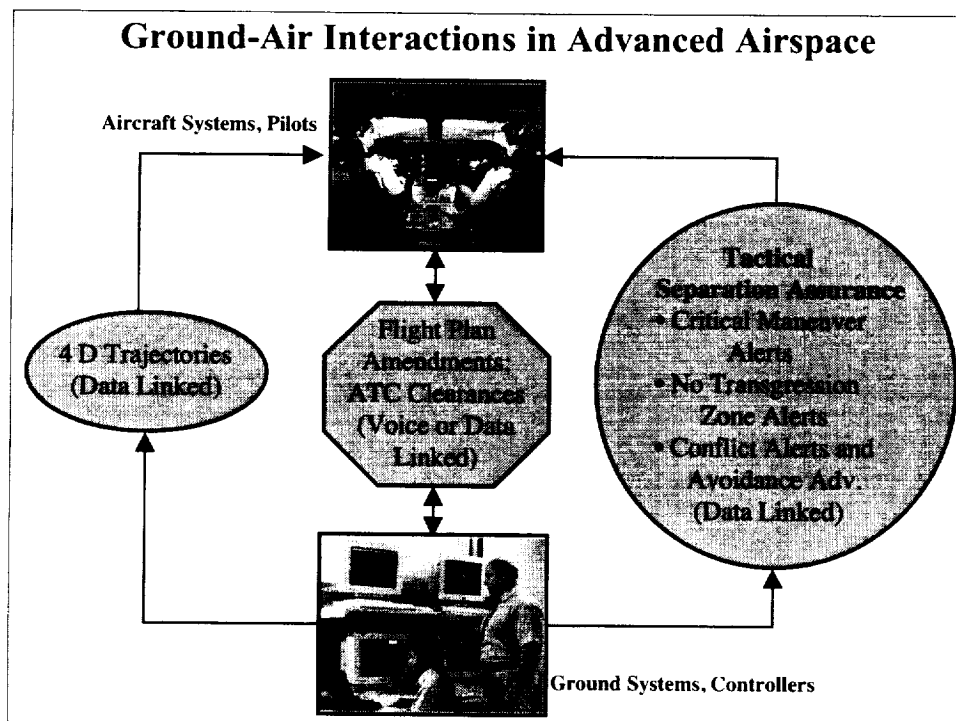 Ground-Air Interactions in Advanced Airspace
Aircraft Systems, Pilots
4 D Trajectories
(Data Linked)
Flight Plan
Amendments;
ATC Clearances
(Voice or Data
Linked)
Tactical
Separation Assurance
• Critical Maneuver
Alerts
• No Transgression
Zone Alerts
• Conflict Alerts and
Avoidance Adv.
(Data Linked)
Ground Systems, Controllers